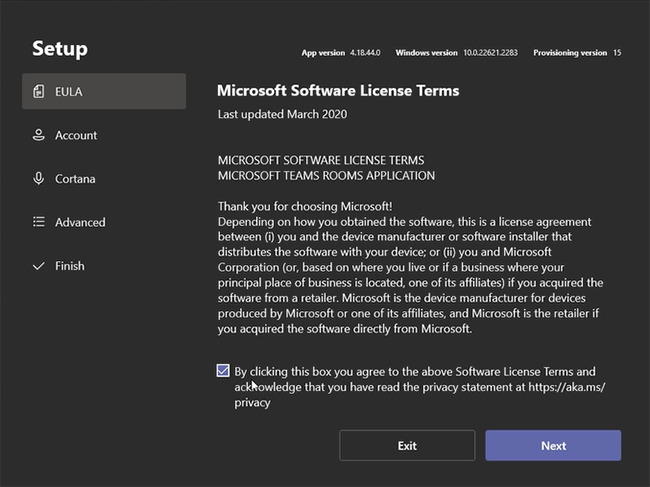 Setup
App version 4.18.44.0 Windows version 10.0.22621.2283 Provisioning version 15
EULA
Account
Cortana
Advanced
Finish
Microsoft Software License Terms
Last updated March 2020
MICROSOFT SOFTWARE LICENSE TERMS
MICROSOFT TEAMS ROOMS APPLICATION
Thank you for choosing Microsoft!
Depending on how you obtained the software, this is a license agreement
between (i) you and the device manufacturer or software installer that
distributes the software with your device; or (ii) you and Microsoft
Corporation (or, based on where you live or if a business where your
principal place of business is located, one of its affiliates) if you acquired the
software from a retailer. Microsoft is the device manufacturer for devices
produced by Microsoft or one of its affiliates, and Microsoft is the retailer if
you acquired the software directly from Microsoft.
By clicking this box you agree to the above Software License Terms and
acknowledge that you have read the privacy statement at https://aka.ms/
privacy
Exit
Next